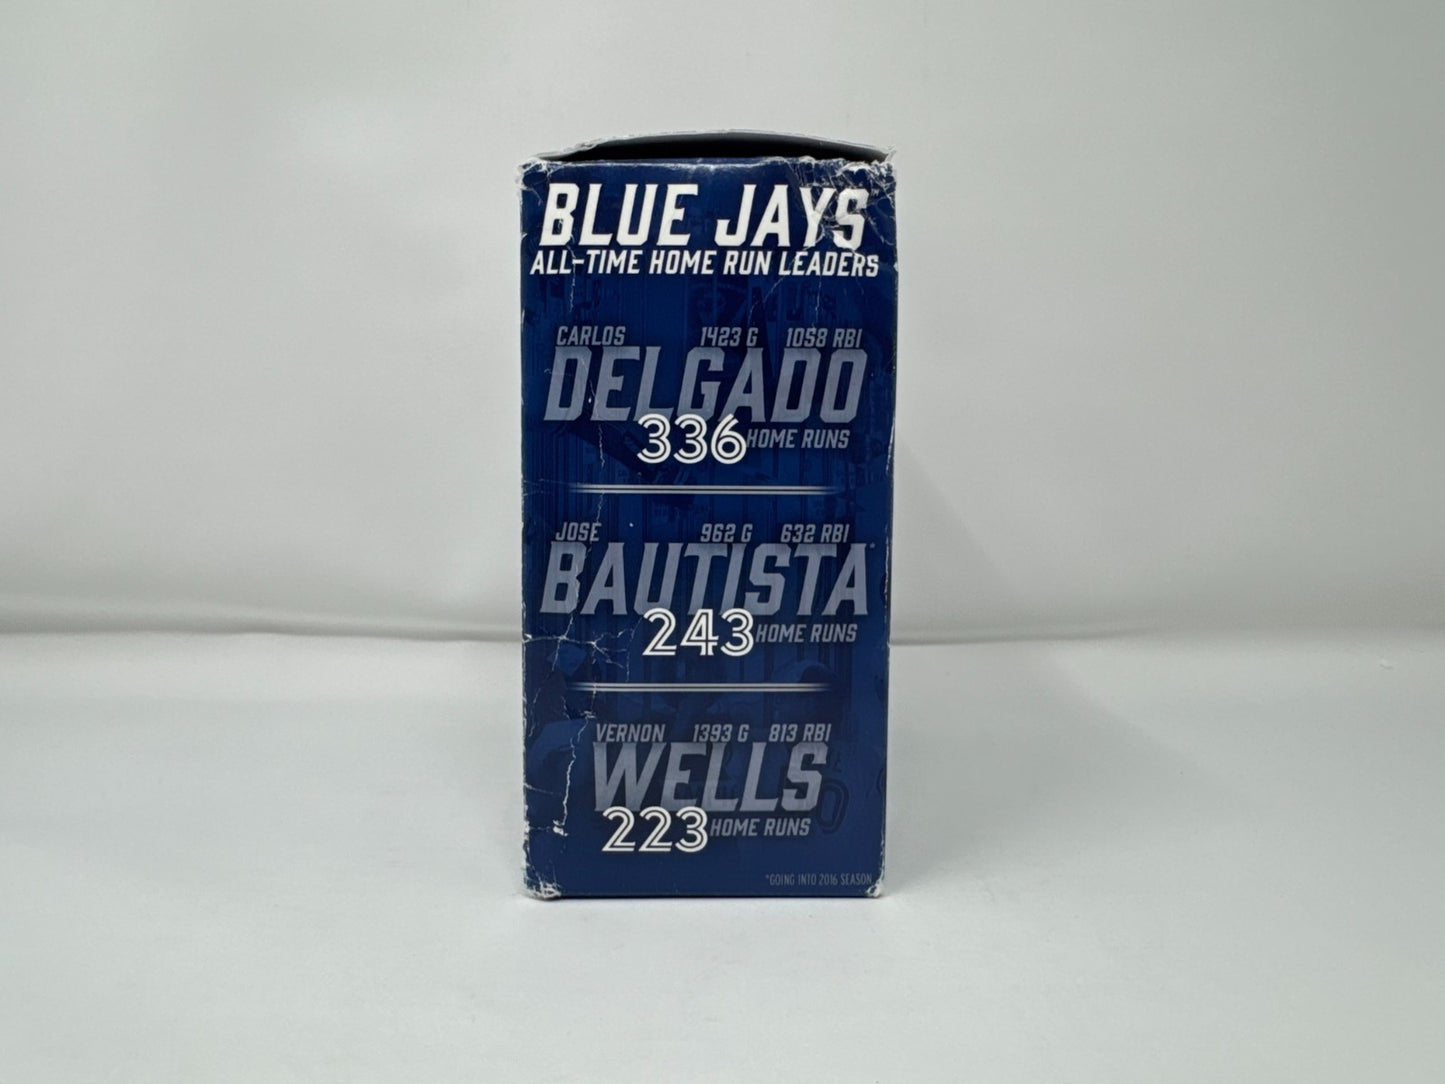 BLUE JAYS™
ALL-TIME HOME RUN LEADERS
CARLOS 1423 G 1058 RBI
DELGADO
336 HOME RUNS
JOSE 962 G 632 RBI
BAUTISTA*
243 HOME RUNS
VERNON 1393 G 813 RBI
WELLS
223 HOME RUNS
*GOING INTO 2016 SEASON